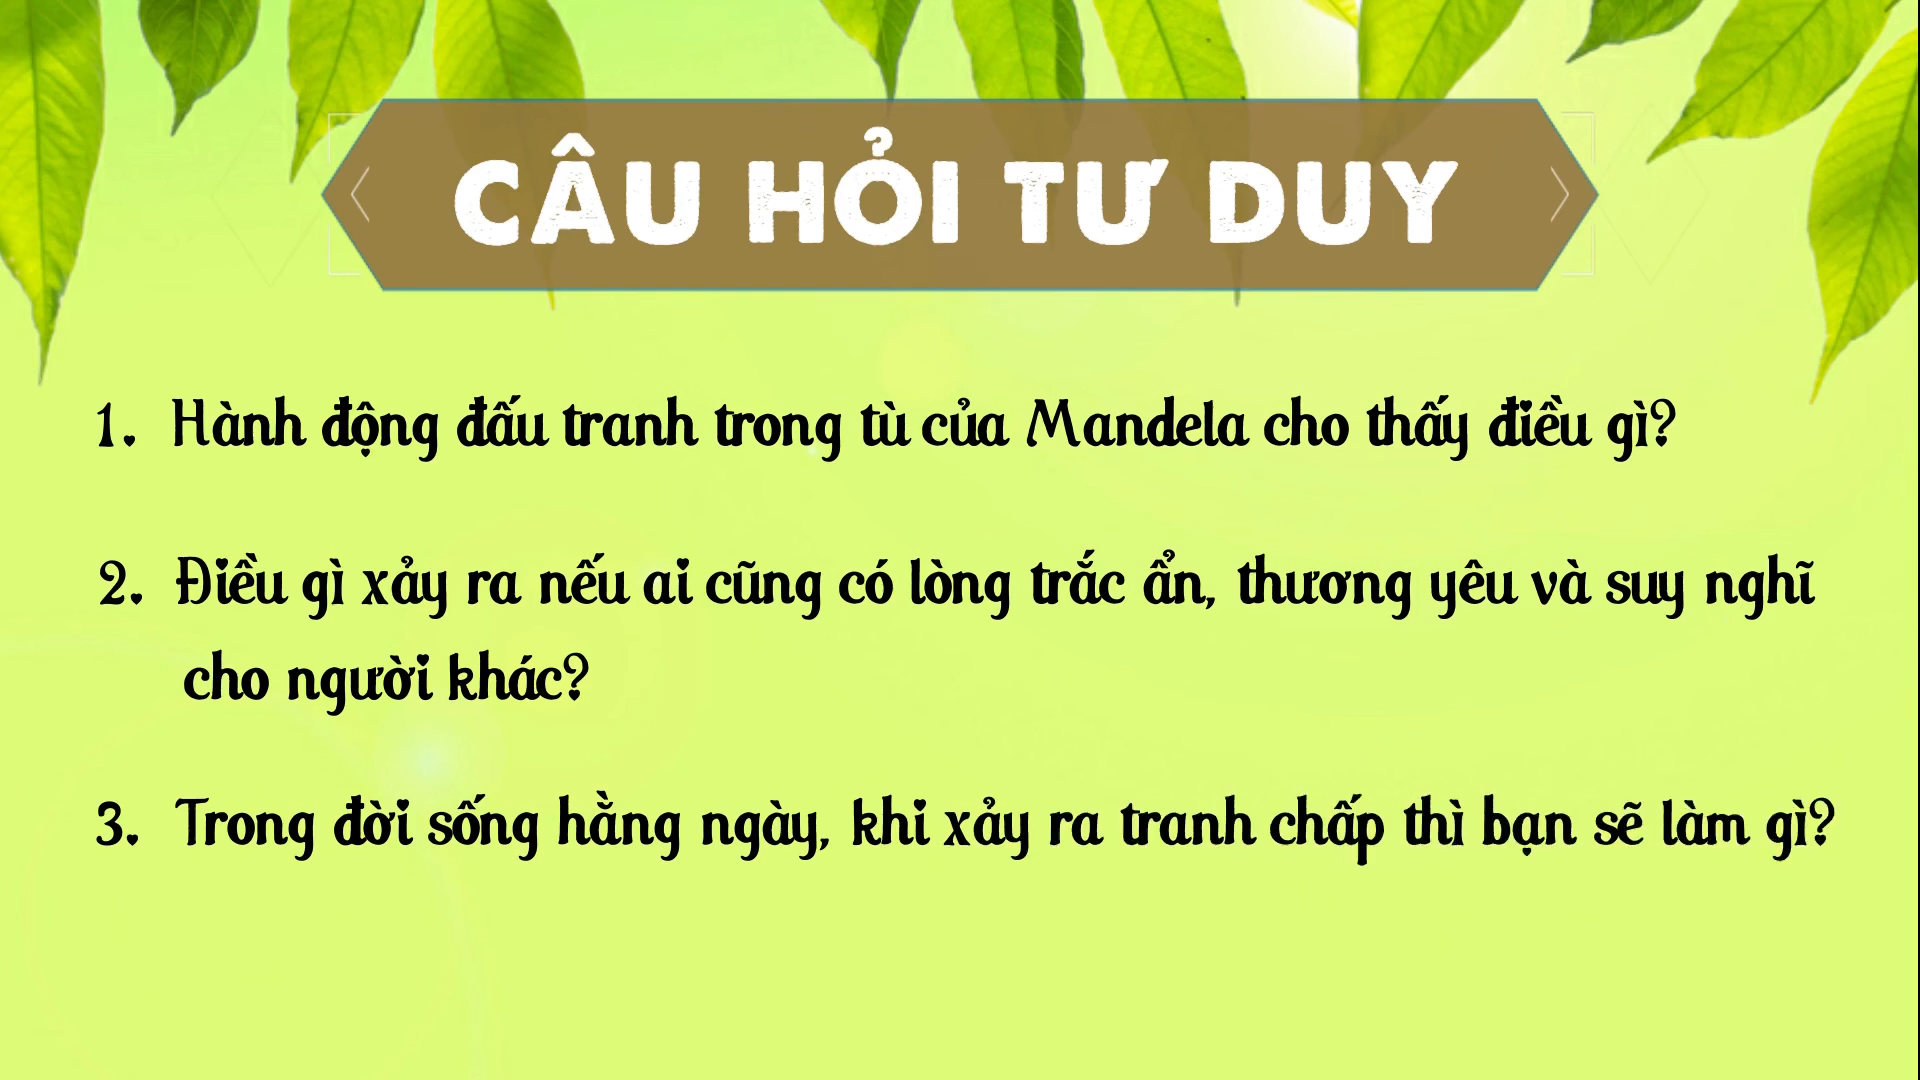 CÂU HỎI TƯ DUY
1. Hành động đấu tranh trong tù của Mandela cho thấy điều gì?
2. Điều gì xảy ra nếu ai cũng có lòng trắc ẩn, thương yêu và suy nghĩ
cho người khác?
3. Trong đời sống hằng ngày, khi xảy ra tranh chấp thì bạn sẽ làm gì?